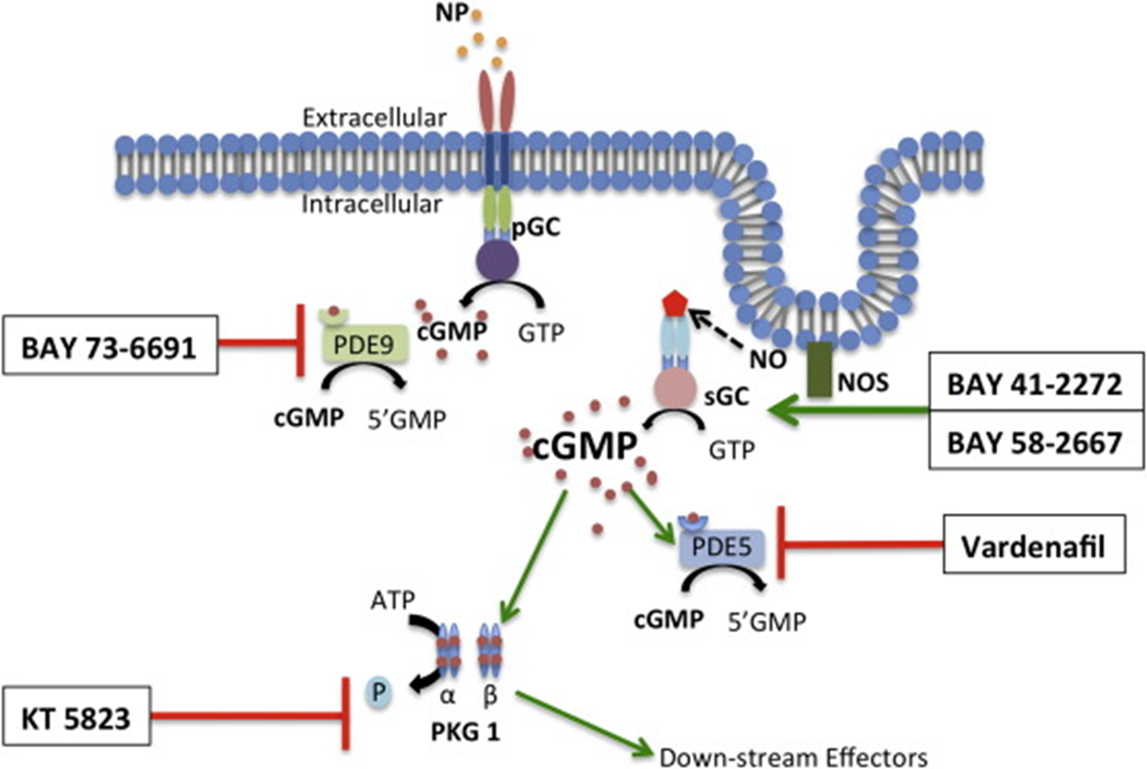 NP
Extracellular
Intracellular
pGC
BAY 73-6691
PDE9
cGMP
GTP
cGMP
5'GMP
NO
NOS
sGC
BAY 41-2272
BAY 58-2667
cGMP
GTP
PDE5
Vardenafil
cGMP
5'GMP
ATP
P
α
β
PKG 1
KT 5823
Down-stream Effectors